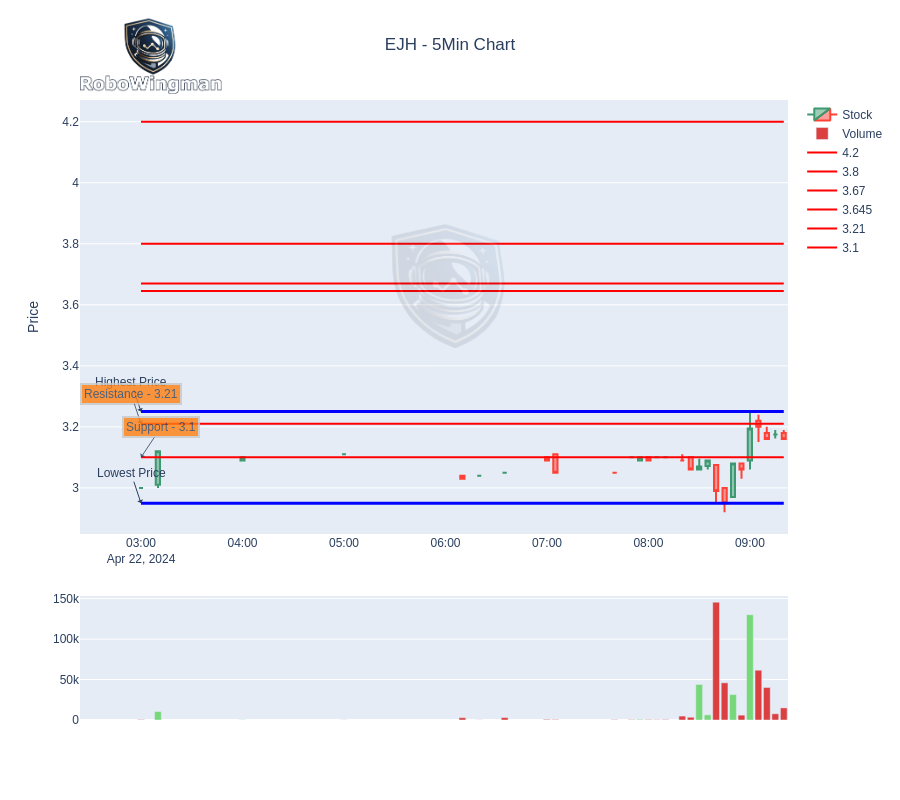 EJH - 5Min Chart
RoboWingman
Stock
Volume
4.2
3.8
3.67
3.645
3.21
3.1
Price
4.2
4
3.8
3.6
3.4
3.2
3
Highest Price
Resistance - 3.21
Support - 3.1
Lowest Price
03:00 04:00 05:00 06:00 07:00 08:00 09:00
Apr 22, 2024
150k
100k
50k
0